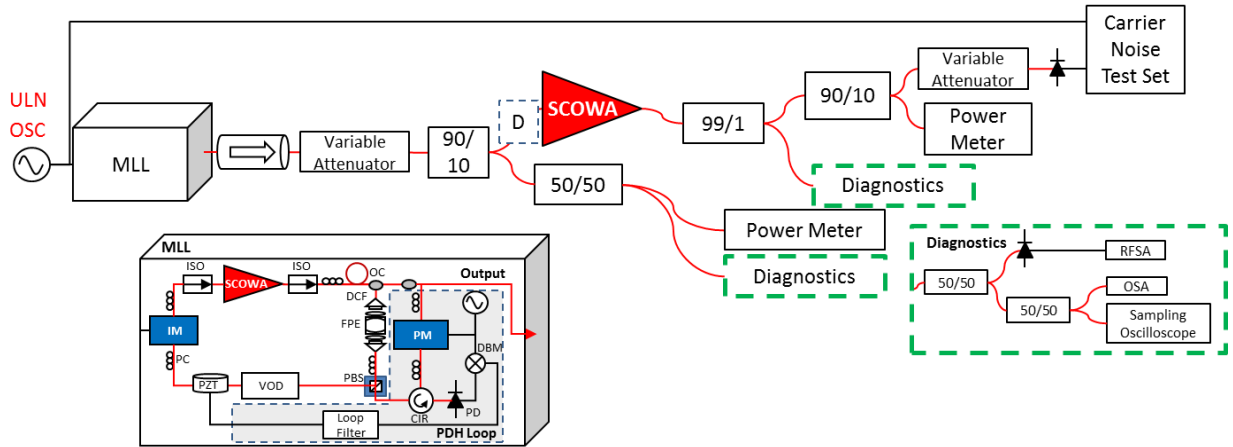 ULN
OSC
MLL
Variable
Attenuator
90/
10
D
SCOWA
50/50
99/1
90/10
Variable
Attenuator
Carrier
Noise
Test Set
Power
Meter
Diagnostics
Power Meter
Diagnostics
MLL
ISO
SCOWA
ISO
OC
Output
DCF
FPE
IM
PM
PC
DBM
PBS
PZT
VOD
CIR
PD
Loop
Filter
PDH Loop
Diagnostics
50/50
RFSA
50/50
OSA
Sampling
Oscilloscope